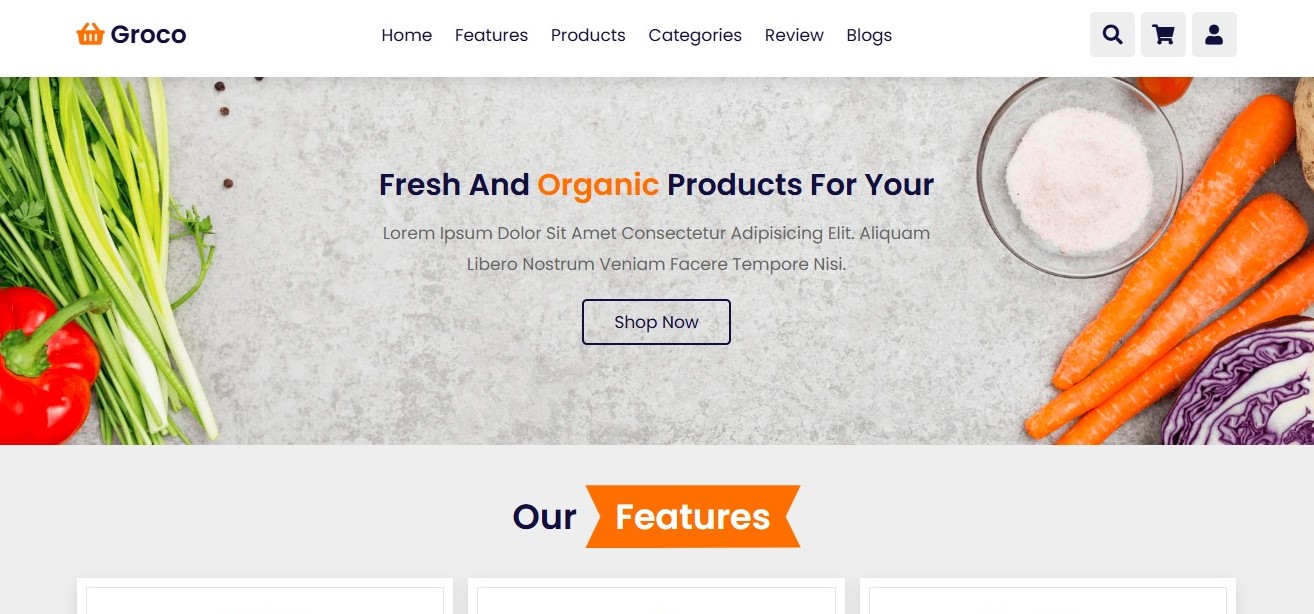 Groco
Home Features Products Categories Review Blogs
Fresh And Organic Products For Your
Lorem Ipsum Dolor Sit Amet Consectetur Adipisicing Elit. Aliquam
Libero Nostrum Veniam Facere Tempore Nisi.
Shop Now
Our Features